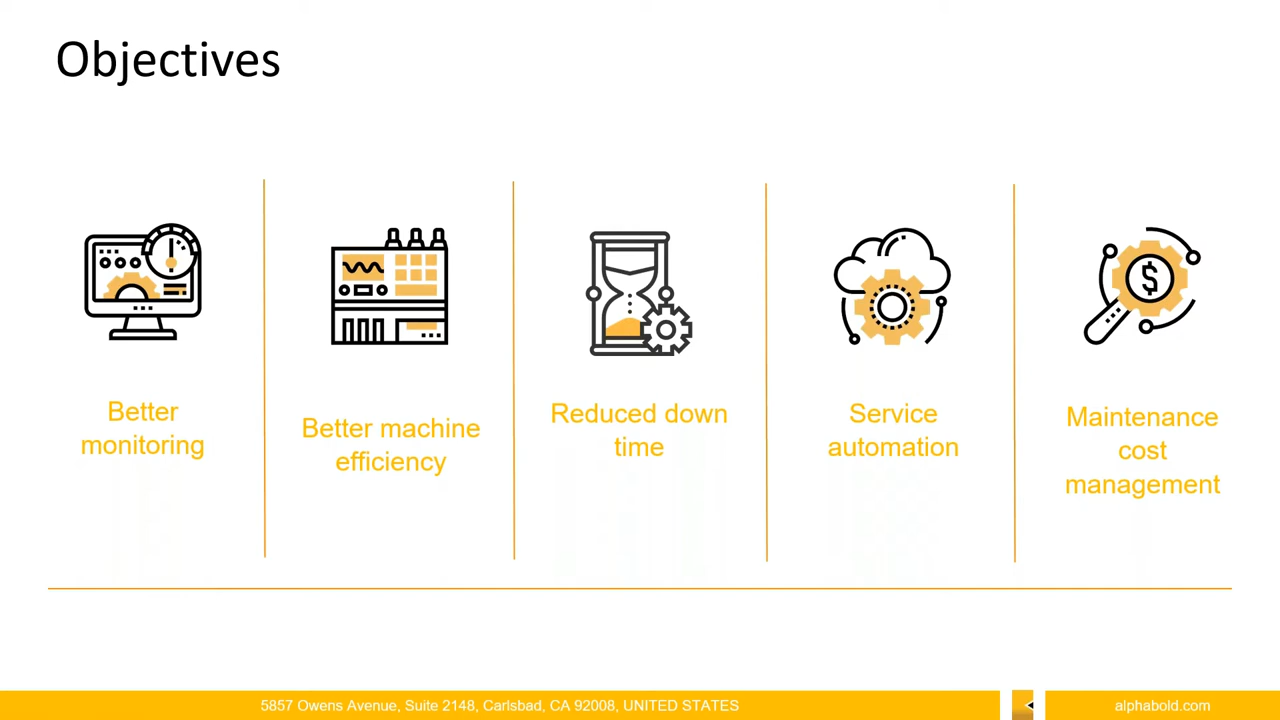 Objectives
Better
monitoring
Better machine
efficiency
Reduced down
time
Service
automation
Maintenance
cost
management
$
5857 Owens Avenue, Suite 2148, Carlsbad, CA 92008, UNITED STATES
alphabold.com